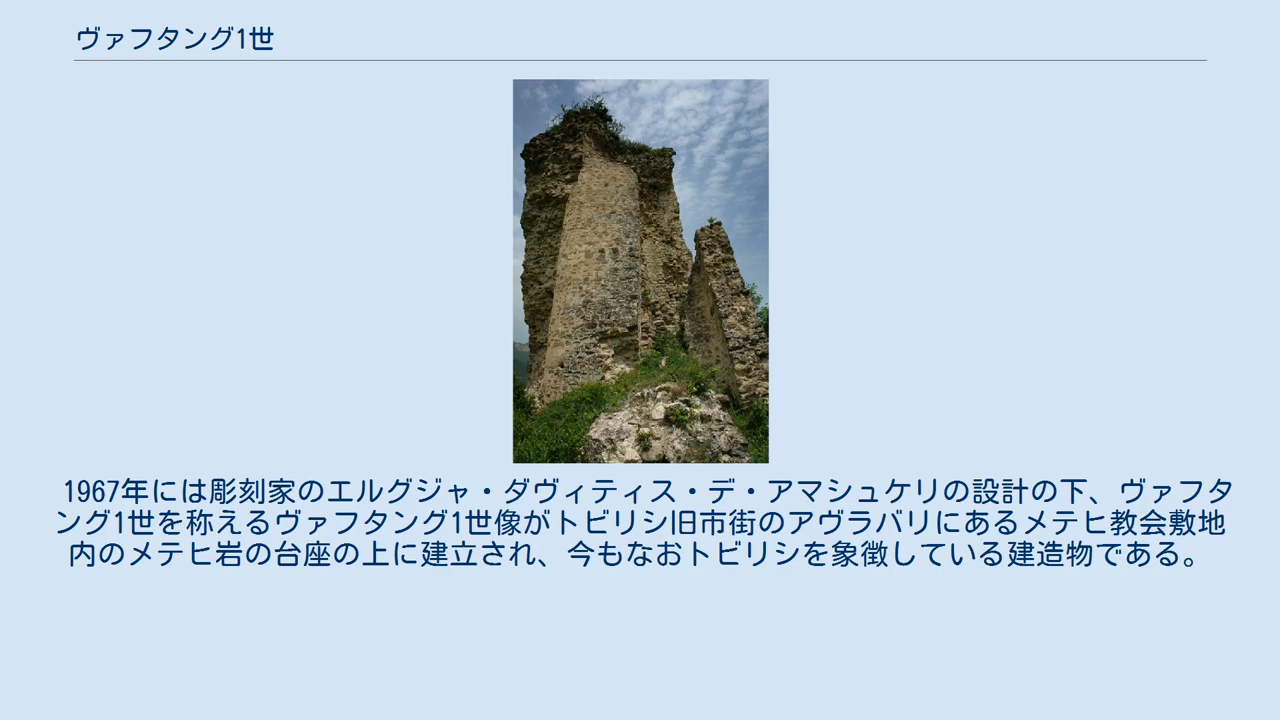 ヴァフタング1世
1967年には彫刻家のエルグジャ・ダヴィティス・デ・アマシュケリの設計の下、ヴァフタ
ング1世を称えるヴァフタング1世像がトビリシ旧市街のアヴラバリにあるメテヒ教会敷地
内のメテヒ岩の台座の上に建立され、今もなおトビリシを象徴している建造物である。